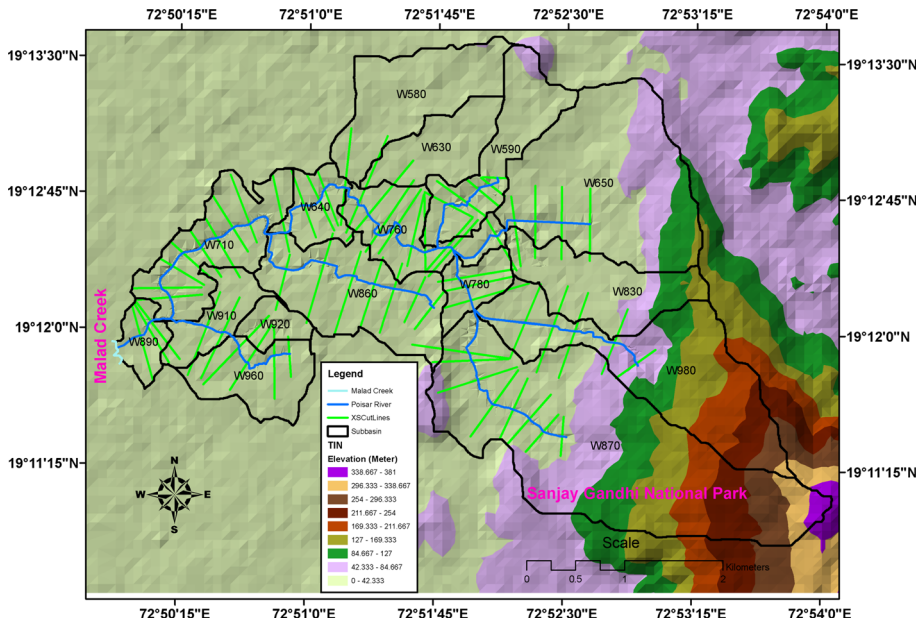 72°50'15"E 72°51'0"E 72°51'45"E 72°52'30"E 72°53'15"E 72°54'0"E
19°13'30"N 19°13'30"N
W580
W630
W590
19°12'45"N 19°12'45"N
W650
W640
W760
W710
W780
W830
W860
W910
W920
19°12'0"N 19°12'0"N
W890
W960
W980
Malad Creek
Legend
Malad Creek
Poisar River
XSCutLines
Subbasin
TIN
Elevation (Meter)
338.667 - 381
296.333 - 338.667
254 - 296.333
211.667 - 254
169.333 - 211.667
127 - 169.333
84.667 - 127
42.333 - 84.667
0 - 42.333
W870
19°11'15"N 19°11'15"N
N
W E
S
Sanjay Gandhi National Park
Scale
Kilometers
0 0.5 1 2
72°50'15"E 72°51'0"E 72°51'45"E 72°52'30"E 72°53'15"E 72°54'0"E